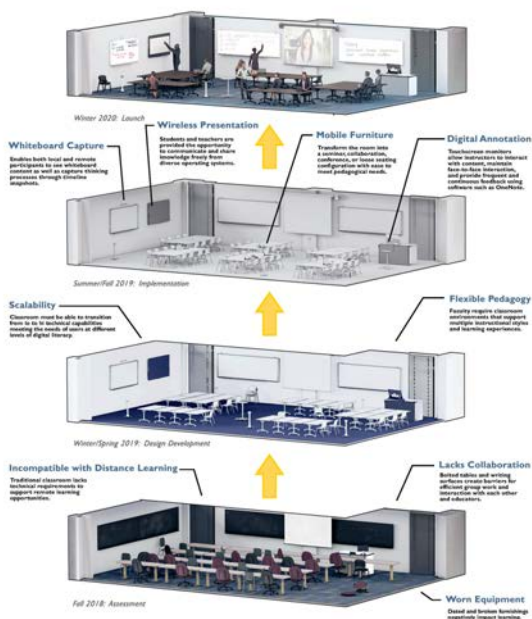 Winter 2020: Launch
Wireless Presentation
Students and teachers are
provided the opportunity
to communicate and share
knowledge freely from
diverse operating systems.
Whiteboard Capture
Enables both local and remote
participants to see whiteboard
content as well as capture thinking
processes through timeline
snapshots.
Mobile Furniture
Transform the room into
a seminar, collaboration,
conference, or loose seating
configuration with ease to
meet pedagogical needs.
Digital Annotation
Touchscreen monitors
allow instructors to interact
with content, maintain
face-to-face interaction,
and provide frequent and
continuous feedback using
software such as OneNote.
Summer/Fall 2019: Implementation
Scalability
Classroom must be able to transition
from lo to hi technical capabilities
meeting the needs of users at different
levels of digital literacy.
Flexible Pedagogy
Faculty require classroom
environments that support
multiple instructional styles
and learning experiences.
Winter/Spring 2019: Design Development
Incompatible with Distance Learning
Traditional classroom lacks
technical requirements to
support remote learning
opportunities.
Lacks Collaboration
Bolted tables and writing
surfaces create barriers for
efficient group work and
interaction with each other
and educators.
Fall 2018: Assessment
Worn Equipment
Dated and broken furnishings
negatively impact learning.